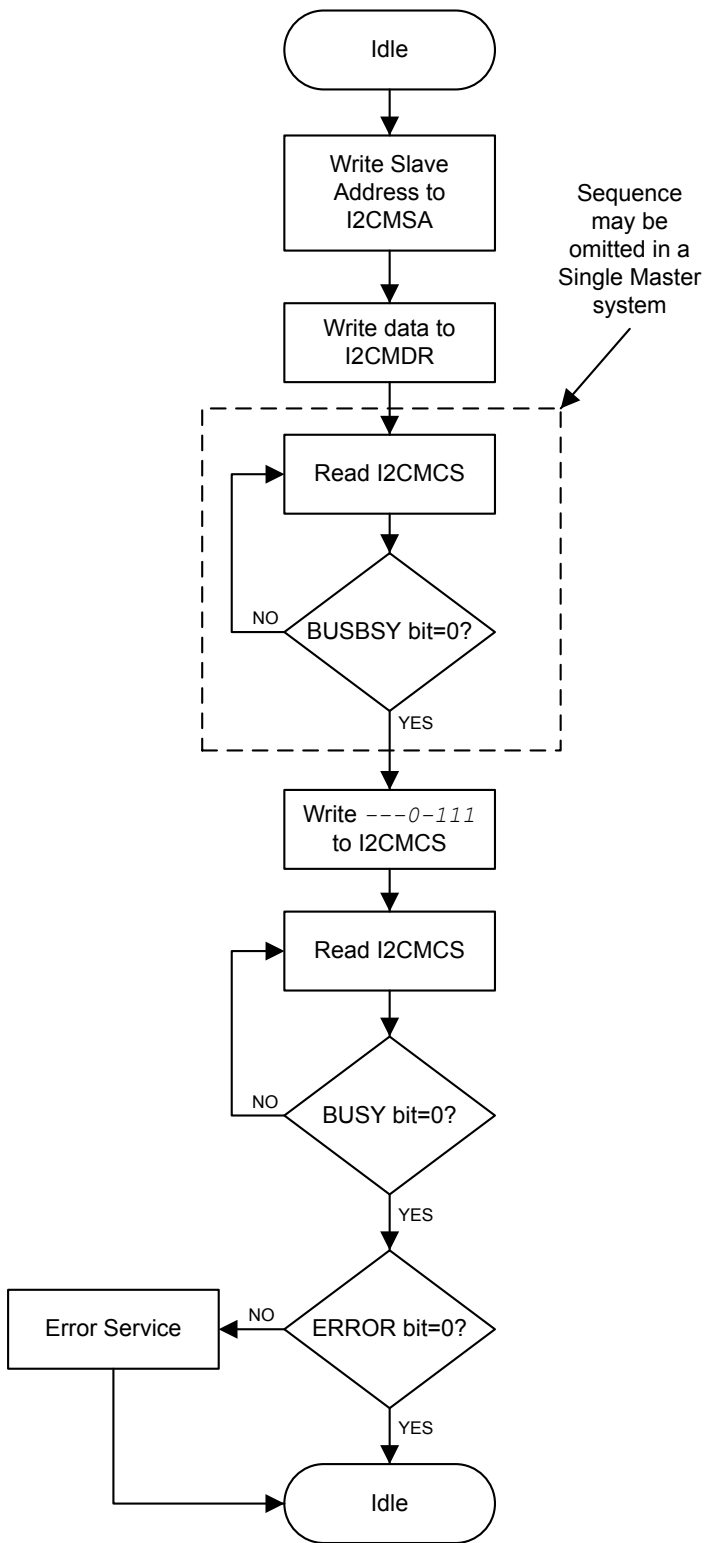 Idle
Write Slave
Address to
I2CMSA
Sequence
may be
omitted in a
Single Master
system
Write data to
I2CMDR
Read I2CMCS
NO
BUSBSY bit=0?
YES
Write ---0-111
to I2CMCS
Read I2CMCS
NO
BUSY bit=0?
YES
Error Service
NO
ERROR bit=0?
YES
Idle